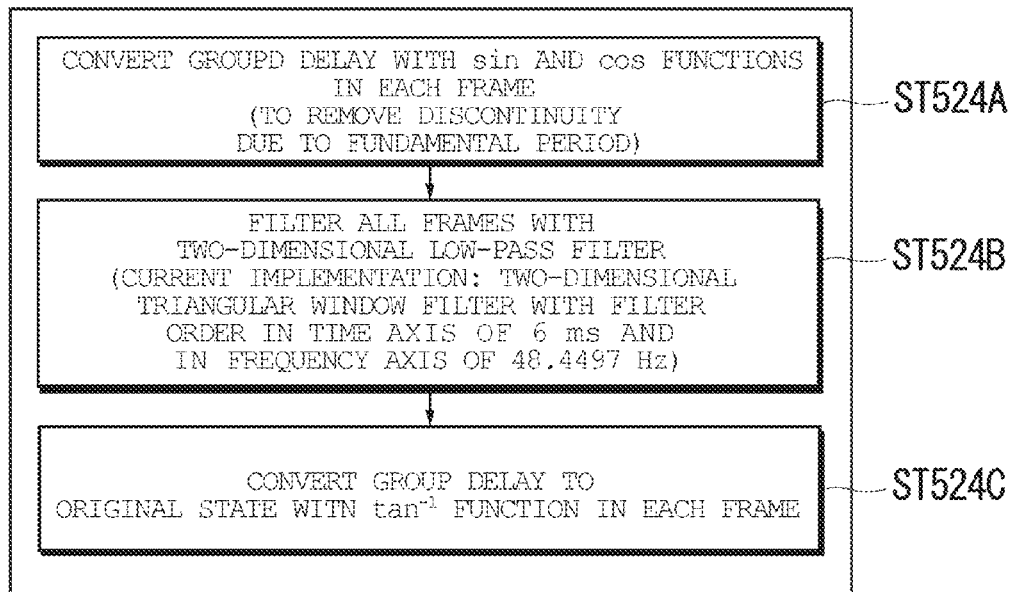 CONVERT GROUPD DELAY WITH sin AND cos FUNCTIONS
IN EACH FRAME
(TO REMOVE DISCONTINUITY
DUE TO FUNDAMENTAL PERIOD)
ST524A
FILTER ALL FRAMES WITH
TWO-DIMENSIONAL LOW-PASS FILTER
(CURRENT IMPLEMENTATION: TWO-DIMENSIONAL
TRIANGULAR WINDOW FILTER WITH FILTER
ORDER IN TIME AXIS OF 6 ms AND
IN FREQUENCY AXIS OF 48.4497 Hz)
ST524B
CONVERT GROUP DELAY TO
ORIGINAL STATE WITN tan⁻¹ FUNCTION IN EACH FRAME
ST524C